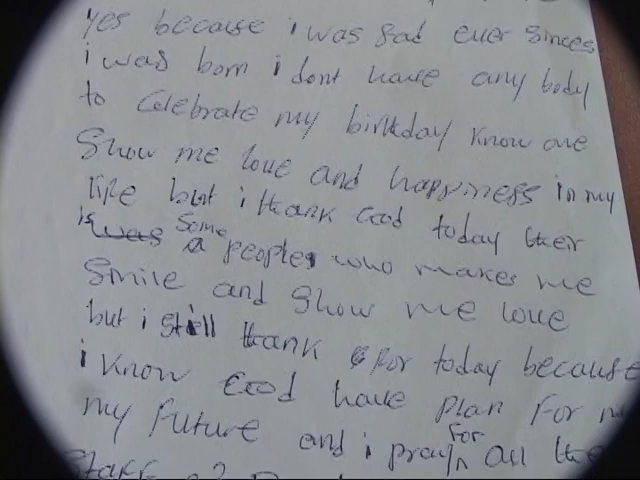 yes because i was sad ever sinces
i was born i dont have any body
to celebrate my birthday know one
Show me love and happiness in my
life but i thank God today their
is was some a peoples who makes me
Smile and Show me love
but i still thank for today because
i know God have plan for
my future and i pray for all the
Staff